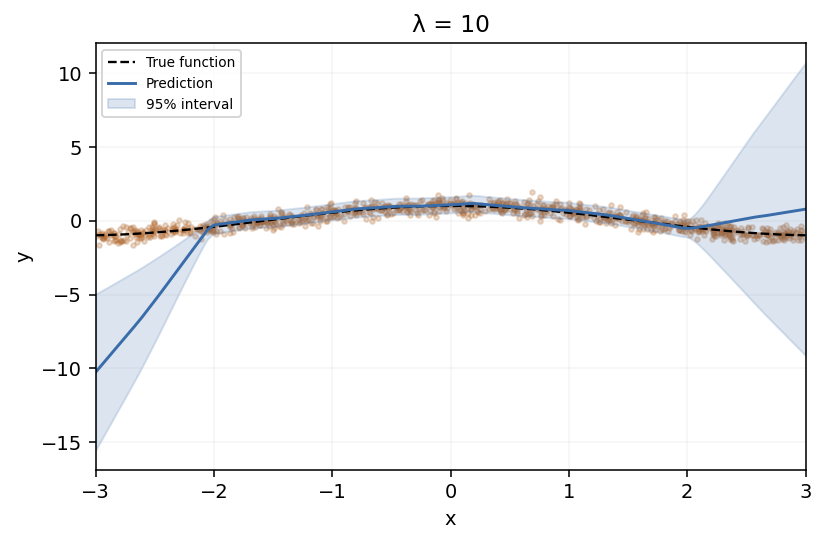 λ = 10
True function
Prediction
95% interval
10
5
0
−5
−10
−15
y
−3
−2
−1
0
1
2
3
x